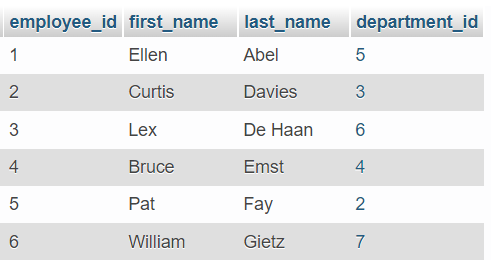 employee_id first_name last_name department_id
1 Ellen Abel 5
2 Curtis Davies 3
3 Lex De Haan 6
4 Bruce Emst 4
5 Pat Fay 2
6 William Gietz 7